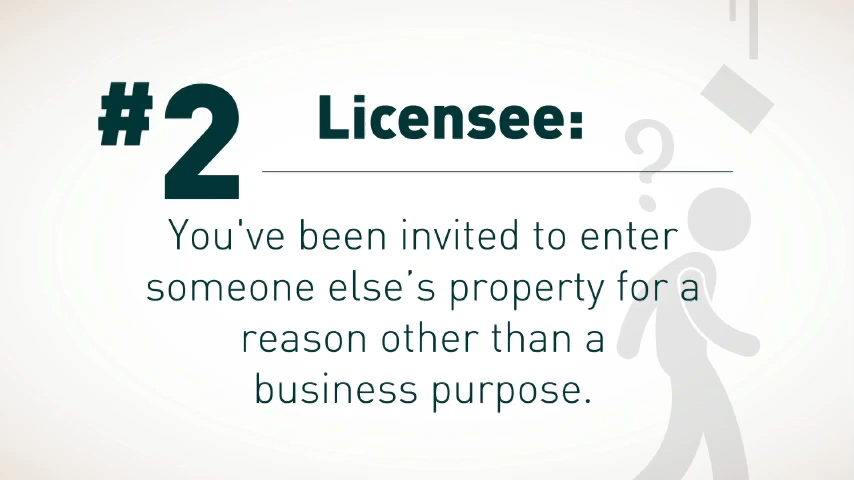 #2 Licensee:
You've been invited to enter
someone else’s property for a
reason other than a
business purpose.
?